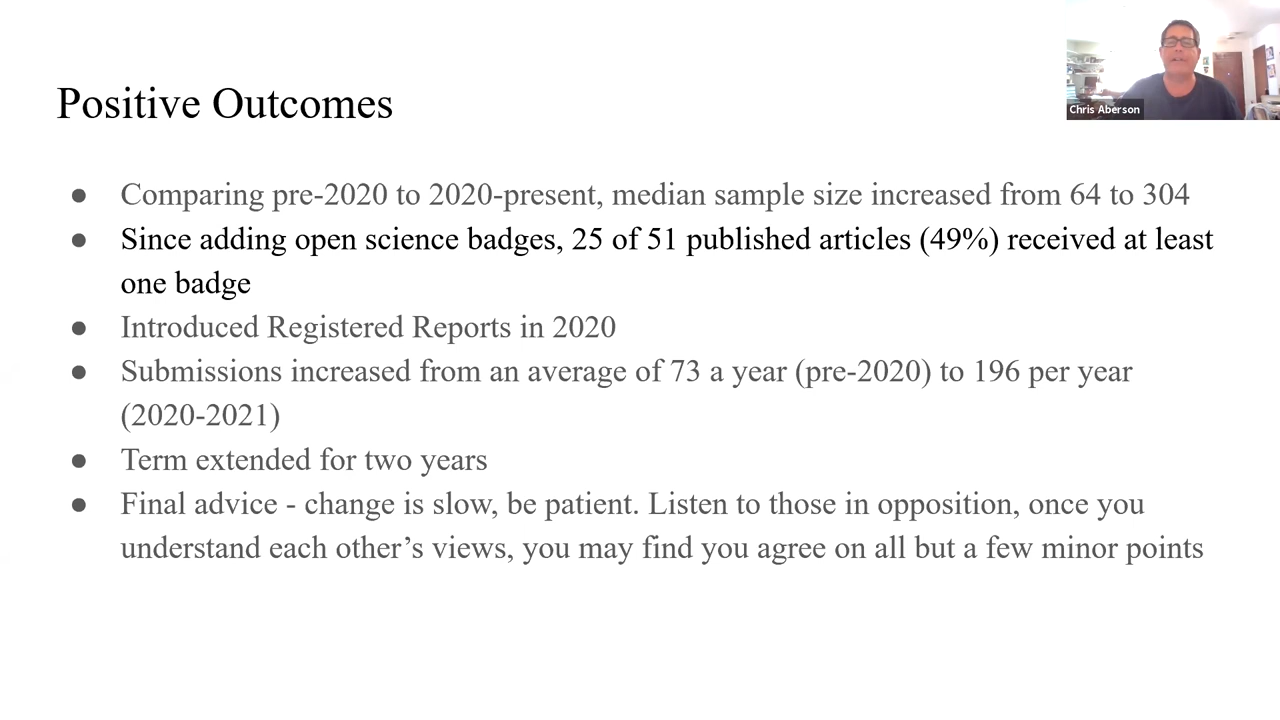 Chris Aberson
Positive Outcomes
● Comparing pre-2020 to 2020-present, median sample size increased from 64 to 304
● Since adding open science badges, 25 of 51 published articles (49%) received at least
one badge
● Introduced Registered Reports in 2020
● Submissions increased from an average of 73 a year (pre-2020) to 196 per year
(2020-2021)
● Term extended for two years
● Final advice - change is slow, be patient. Listen to those in opposition, once you
understand each other’s views, you may find you agree on all but a few minor points